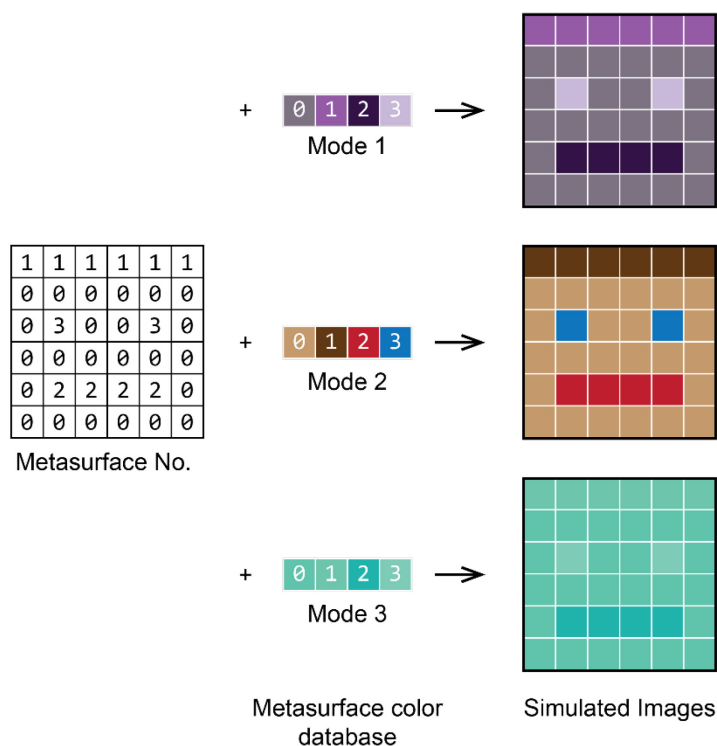 + 0 1 2 3
Mode 1
1 1 1 1 1 1
0 0 0 0 0 0
0 3 0 0 3 0
0 0 0 0 0 0
0 2 2 2 2 0
0 0 0 0 0 0
Metasurface No.
+ 0 1 2 3
Mode 2
+ 0 1 2 3
Mode 3
Metasurface color
database
Simulated Images